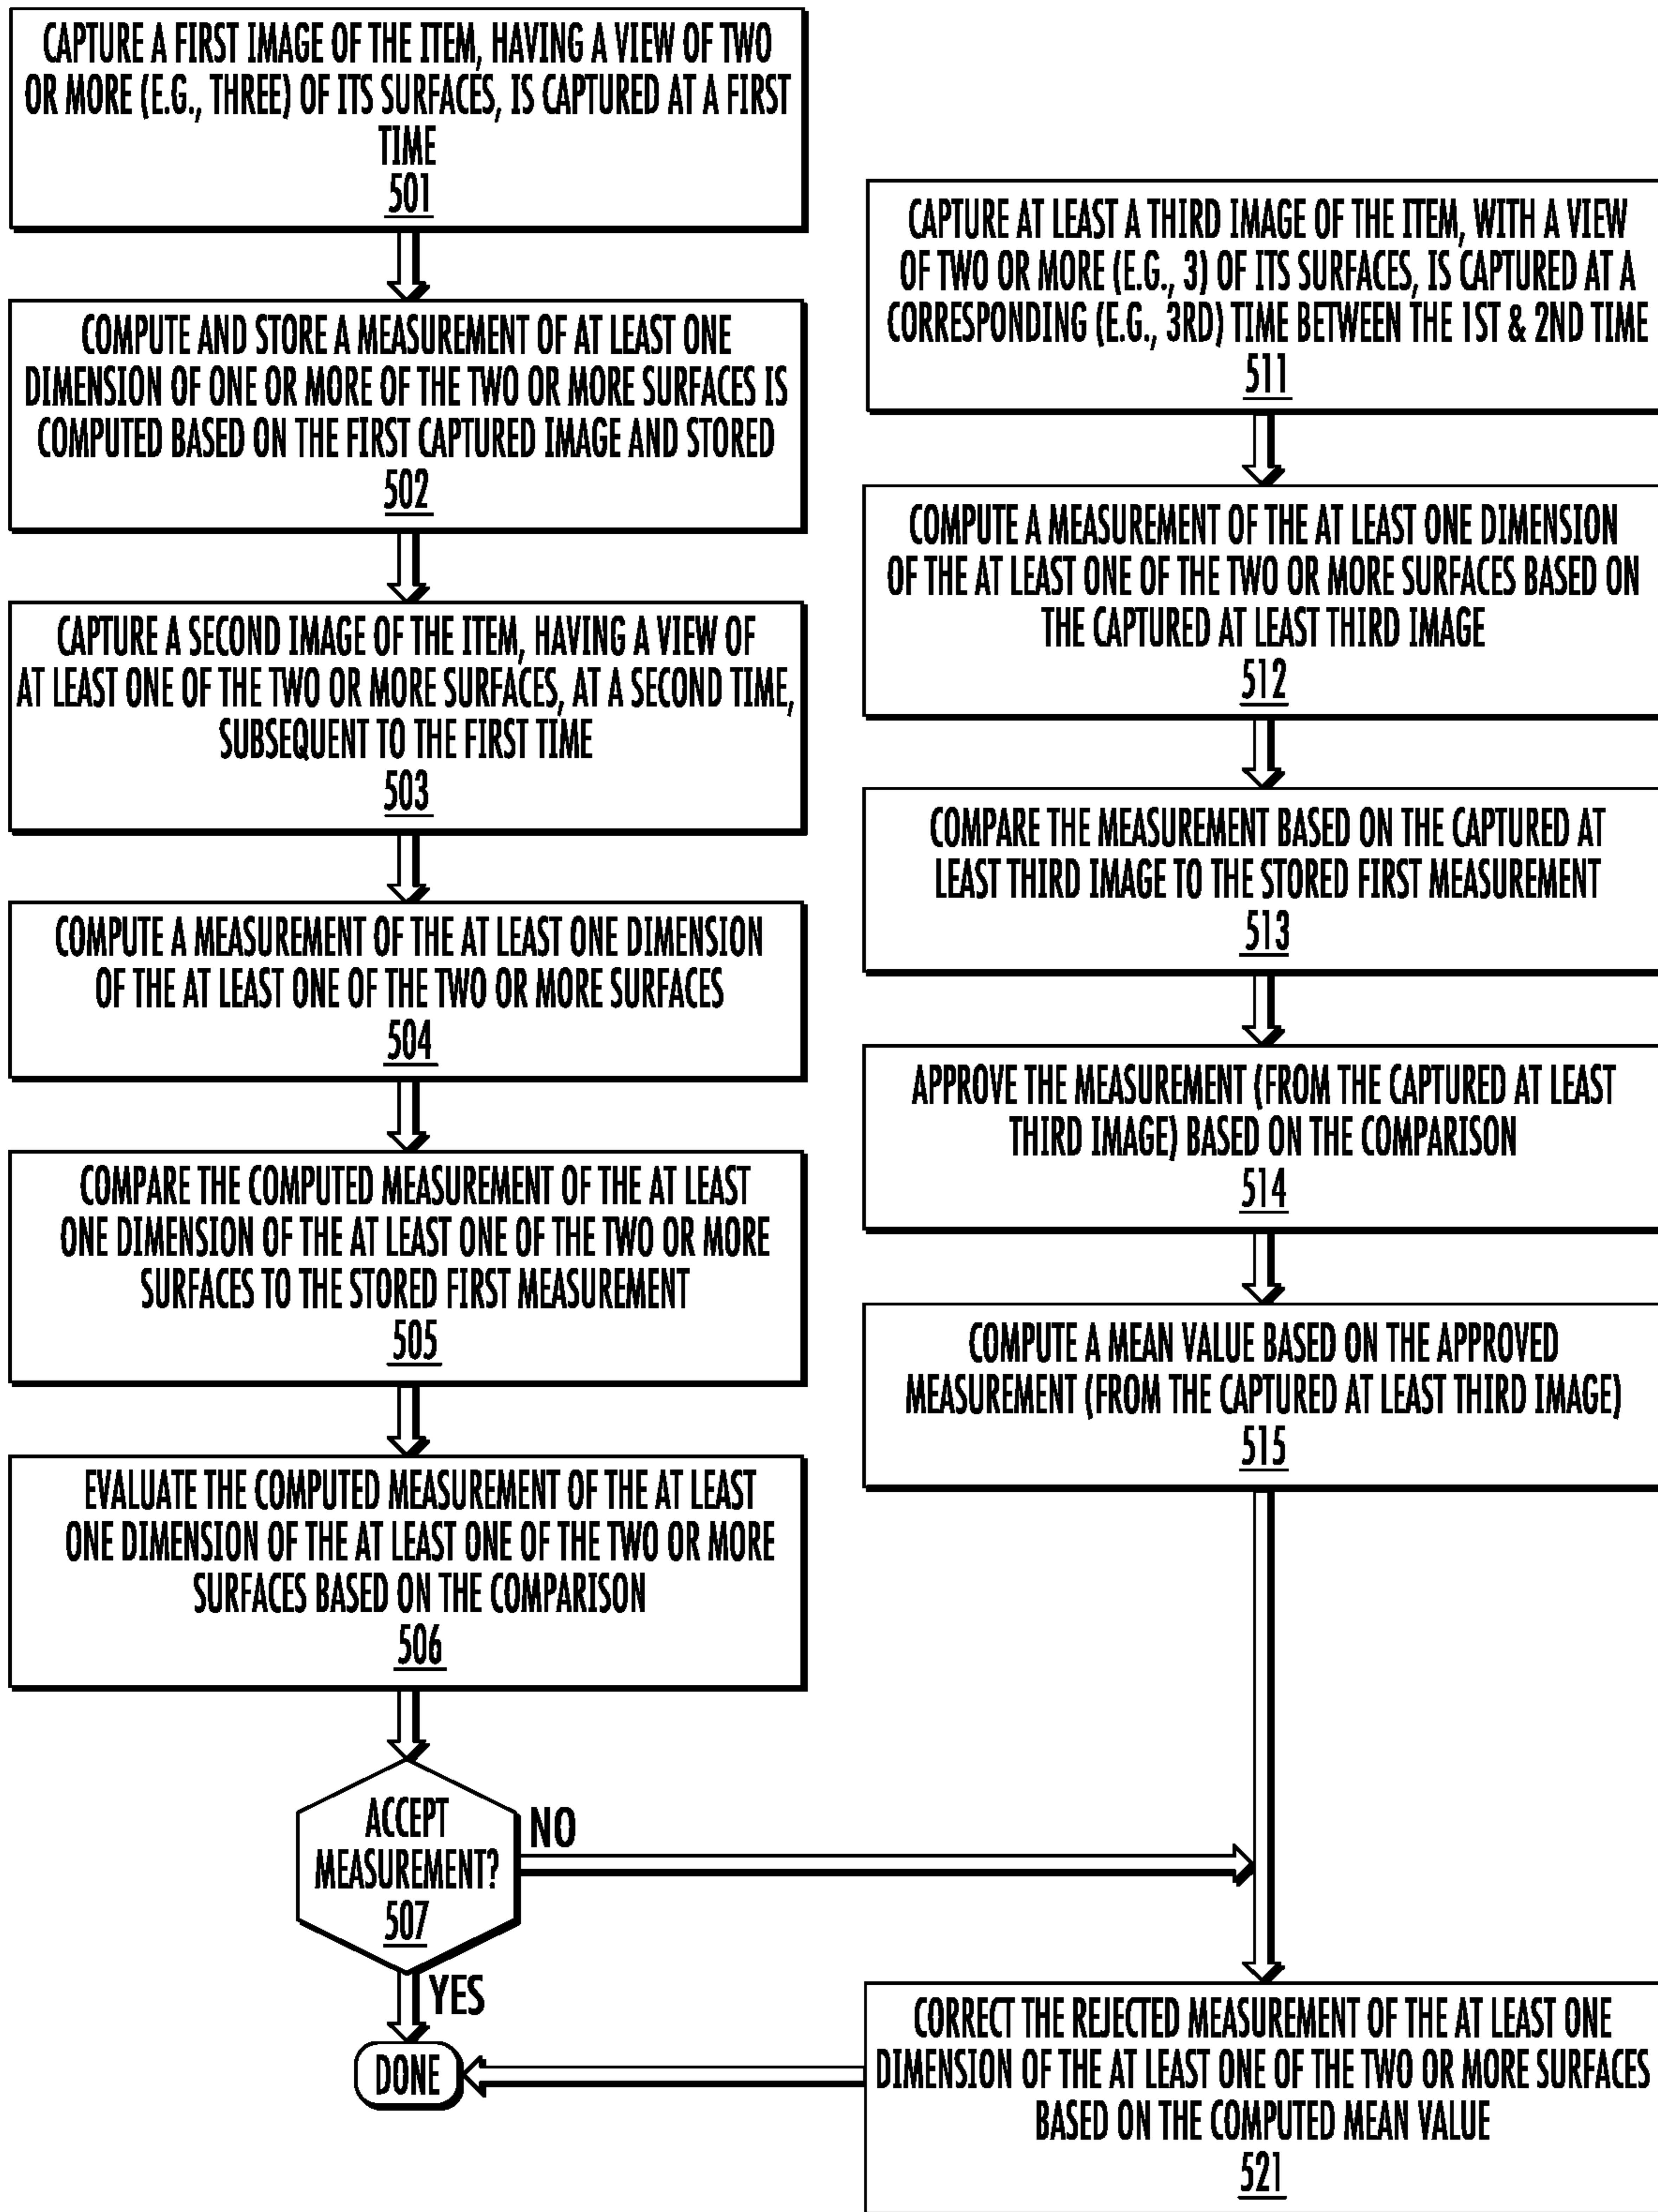 CAPTURE A FIRST IMAGE OF THE ITEM, HAVING A VIEW OF TWO
OR MORE (E.G., THREE) OF ITS SURFACES, IS CAPTURED AT A FIRST
TIME
501
COMPUTE AND STORE A MEASUREMENT OF AT LEAST ONE
DIMENSION OF ONE OR MORE OF THE TWO OR MORE SURFACES IS
COMPUTED BASED ON THE FIRST CAPTURED IMAGE AND STORED
502
CAPTURE A SECOND IMAGE OF THE ITEM, HAVING A VIEW OF
AT LEAST ONE OF THE TWO OR MORE SURFACES, AT A SECOND TIME,
SUBSEQUENT TO THE FIRST TIME
503
COMPUTE A MEASUREMENT OF THE AT LEAST ONE DIMENSION
OF THE AT LEAST ONE OF THE TWO OR MORE SURFACES
504
COMPARE THE COMPUTED MEASUREMENT OF THE AT LEAST
ONE DIMENSION OF THE AT LEAST ONE OF THE TWO OR MORE
SURFACES TO THE STORED FIRST MEASUREMENT
505
EVALUATE THE COMPUTED MEASUREMENT OF THE AT LEAST
ONE DIMENSION OF THE AT LEAST ONE OF THE TWO OR MORE
SURFACES BASED ON THE COMPARISON
506
ACCEPT
MEASUREMENT?
507
NO
YES
DONE
CAPTURE AT LEAST A THIRD IMAGE OF THE ITEM, WITH A VIEW
OF TWO OR MORE (E.G., 3) OF ITS SURFACES, IS CAPTURED AT A
CORRESPONDING (E.G., 3RD) TIME BETWEEN THE 1ST & 2ND TIME
511
COMPUTE A MEASUREMENT OF THE AT LEAST ONE DIMENSION
OF THE AT LEAST ONE OF THE TWO OR MORE SURFACES BASED ON
THE CAPTURED AT LEAST THIRD IMAGE
512
COMPARE THE MEASUREMENT BASED ON THE CAPTURED AT
LEAST THIRD IMAGE TO THE STORED FIRST MEASUREMENT
513
APPROVE THE MEASUREMENT (FROM THE CAPTURED AT LEAST
THIRD IMAGE) BASED ON THE COMPARISON
514
COMPUTE A MEAN VALUE BASED ON THE APPROVED
MEASUREMENT (FROM THE CAPTURED AT LEAST THIRD IMAGE)
515
CORRECT THE REJECTED MEASUREMENT OF THE AT LEAST ONE
DIMENSION OF THE AT LEAST ONE OF THE TWO OR MORE SURFACES
BASED ON THE COMPUTED MEAN VALUE
521